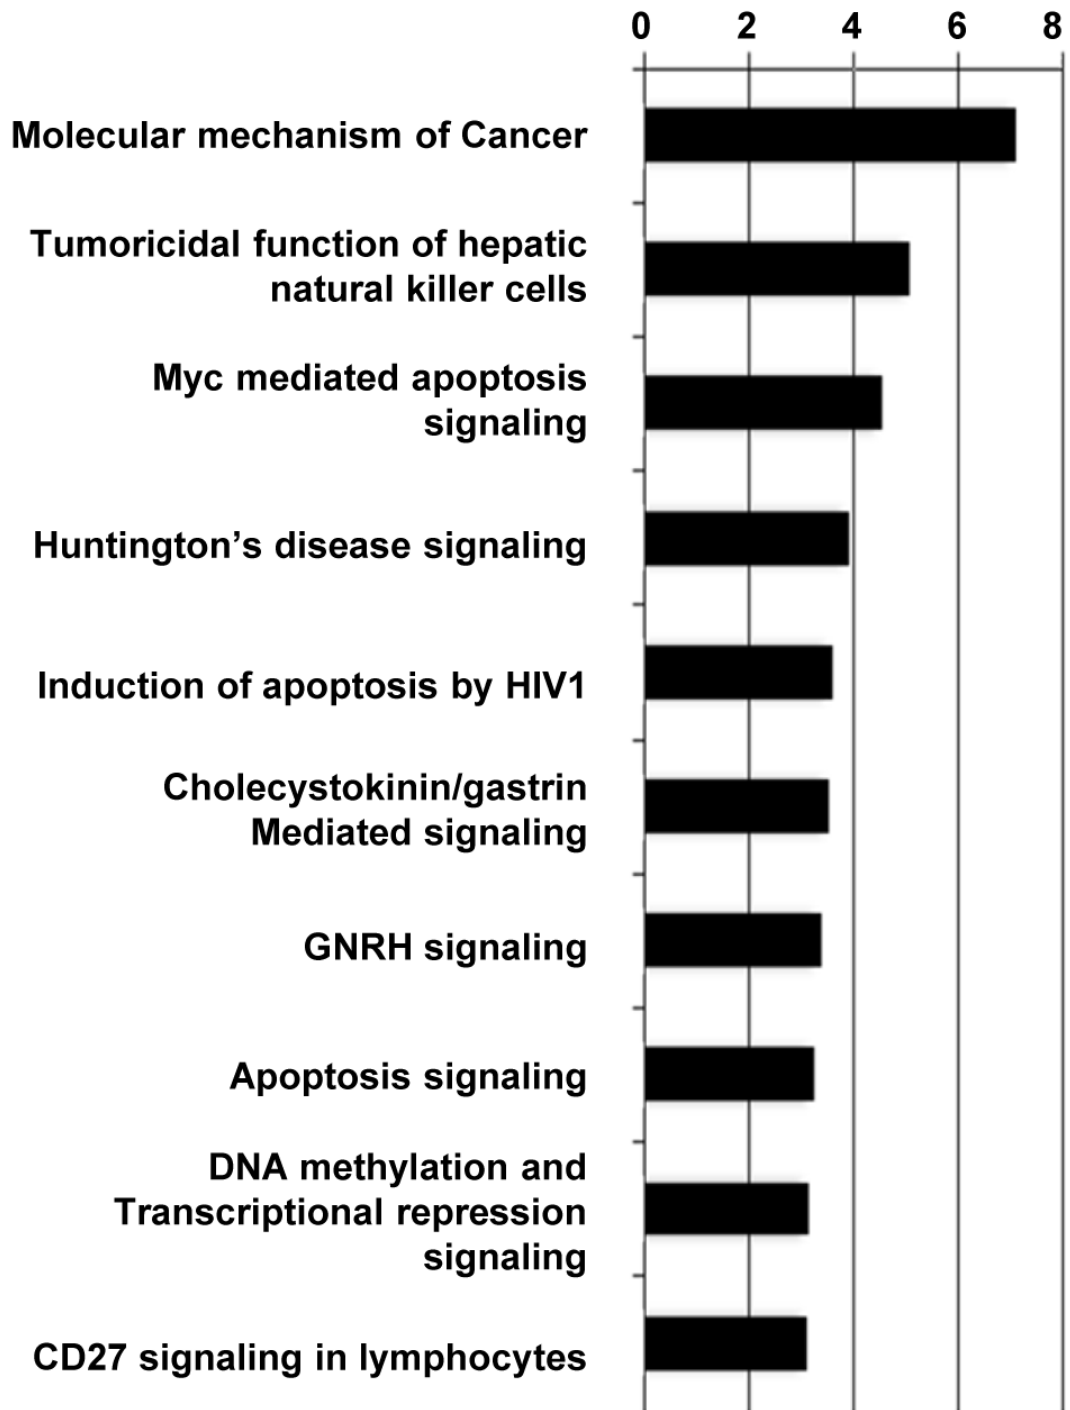 0 2 4 6 8
Molecular mechanism of Cancer
Tumoricidal function of hepatic
natural killer cells
Myc mediated apoptosis
signaling
Huntington’s disease signaling
Induction of apoptosis by HIV1
Cholecystokinin/gastrin
Mediated signaling
GNRH signaling
Apoptosis signaling
DNA methylation and
Transcriptional repression
signaling
CD27 signaling in lymphocytes